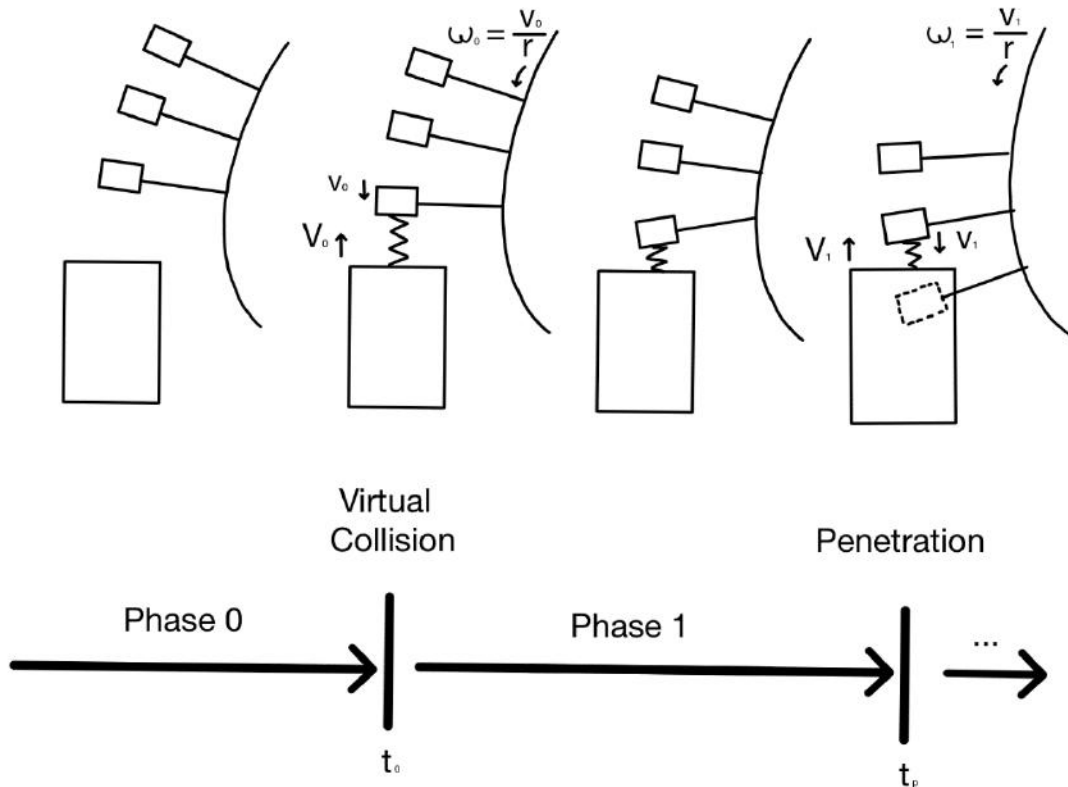 ω₀ = v₀/r
ω₁ = v₁/r
v₀
V₀
V₁
v₁
Virtual
Collision
Penetration
Phase 0
Phase 1
...
t₀
tₚ